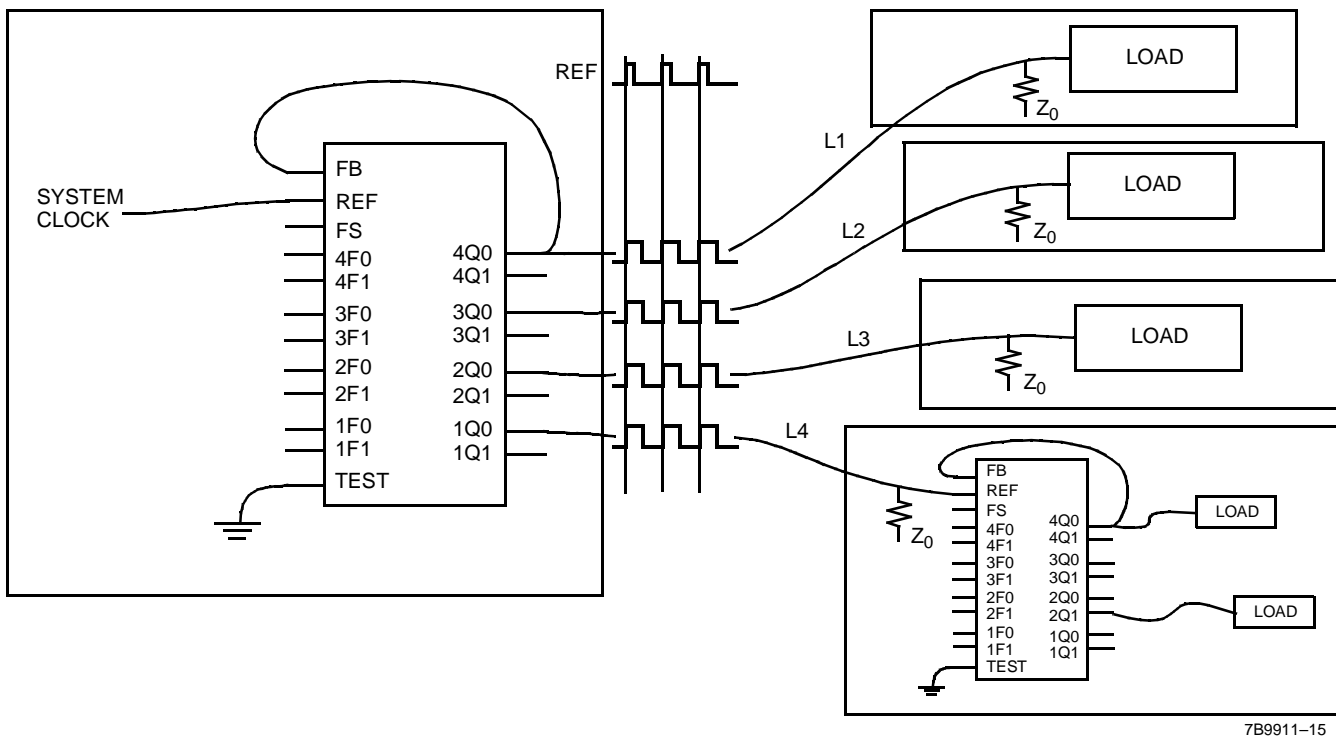 REF
SYSTEM
CLOCK
FB
REF
FS
4F0
4F1
3F0
3F1
2F0
2F1
1F0
1F1
TEST
4Q0
4Q1
3Q0
3Q1
2Q0
2Q1
1Q0
1Q1
L1
L2
L3
L4
LOAD
Z0
LOAD
Z0
LOAD
Z0
Z0
FB
REF
FS
4F0
4F1
3F0
3F1
2F0
2F1
1F0
1F1
TEST
4Q0
4Q1
3Q0
3Q1
2Q0
2Q1
1Q0
1Q1
LOAD
LOAD
7B9911–15